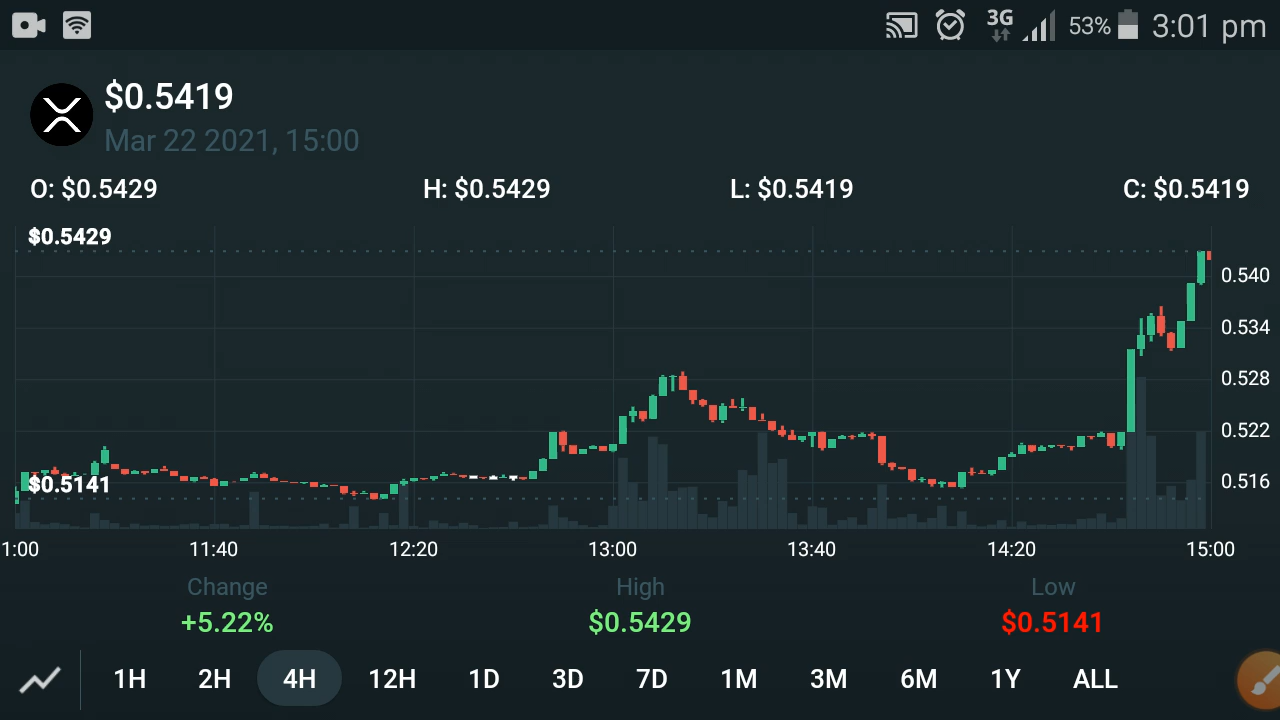 3G 53% 3:01 pm
$0.5419
Mar 22 2021, 15:00
O: $0.5429 H: $0.5429 L: $0.5419 C: $0.5419
$0.5429
0.540
0.534
0.528
0.522
$0.5141 0.516
1:00 11:40 12:20 13:00 13:40 14:20 15:00
Change High Low
+5.22% $0.5429 $0.5141
1H 2H 4H 12H 1D 3D 7D 1M 3M 6M 1Y ALL